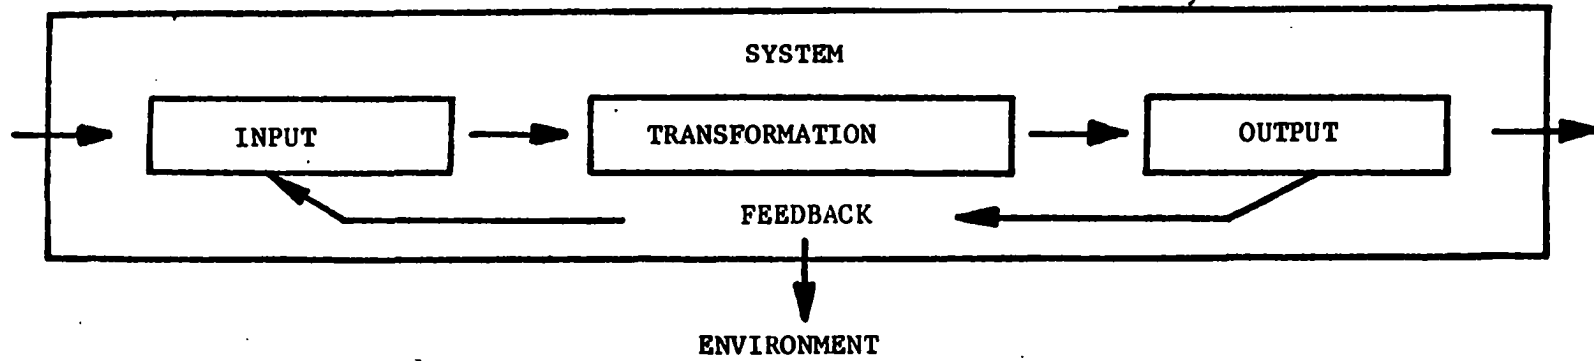 SYSTEM
INPUT
TRANSFORMATION
OUTPUT
FEEDBACK
ENVIRONMENT